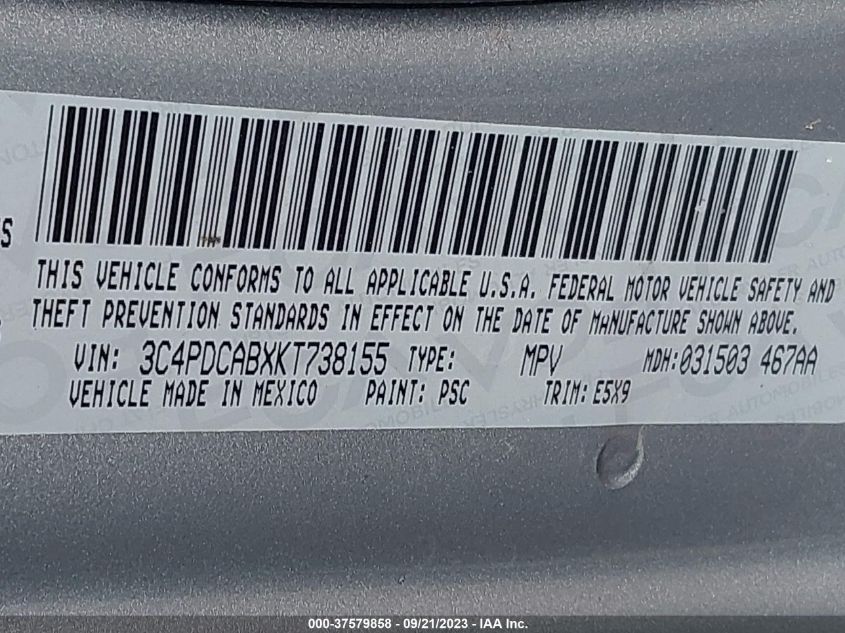 THIS VEHICLE CONFORMS TO ALL APPLICABLE U.S.A. FEDERAL MOTOR VEHICLE SAFETY AND
THEFT PREVENTION STANDARDS IN EFFECT ON THE DATE OF MANUFACTURE SHOWN ABOVE.
VIN: 3C4PDCABXKT738155 TYPE: MPV MDH:031503 467AA
VEHICLE MADE IN MEXICO PAINT: PSC TRIM: E5X9
000-37579858 - 09/21/2023 - IAA Inc.